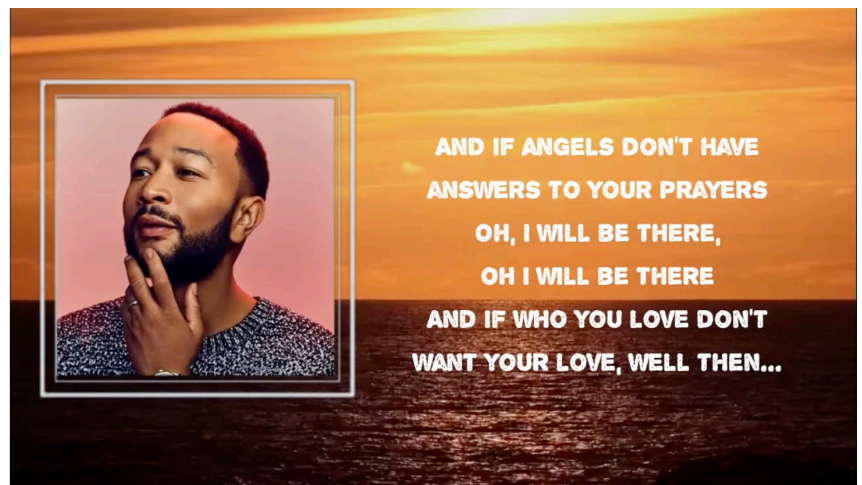 AND IF ANGELS DON'T HAVE
ANSWERS TO YOUR PRAYERS
OH, I WILL BE THERE,
OH I WILL BE THERE
AND IF WHO YOU LOVE DON'T
WANT YOUR LOVE, WELL THEN...